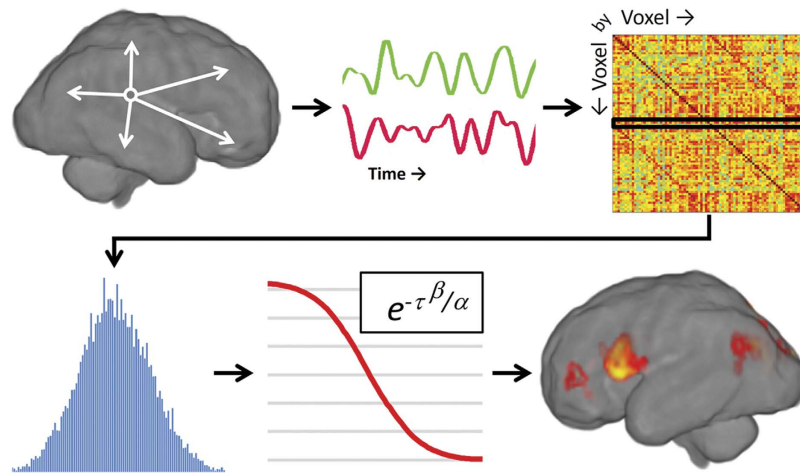 ← Voxel by Voxel →
Time →
e^{-τ^β/α}